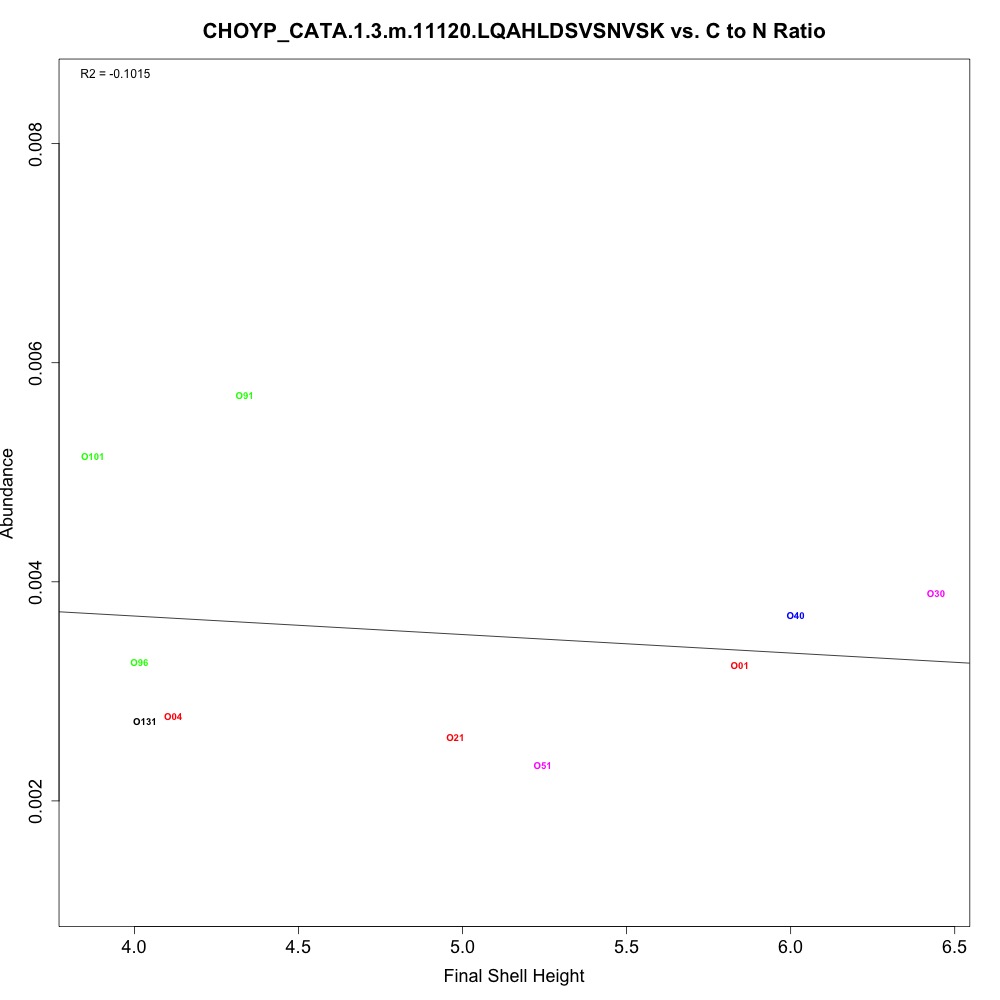 CHOYP_CATA.1.3.m.11120.LQAHLDSVSNVSK vs. C to N Ratio
R2 = -0.1015
0.008
0.006
0.004
0.002
Abundance
O91
O101
O30
O40
O96
O01
O131
O04
O21
O51
4.0 4.5 5.0 5.5 6.0 6.5
Final Shell Height